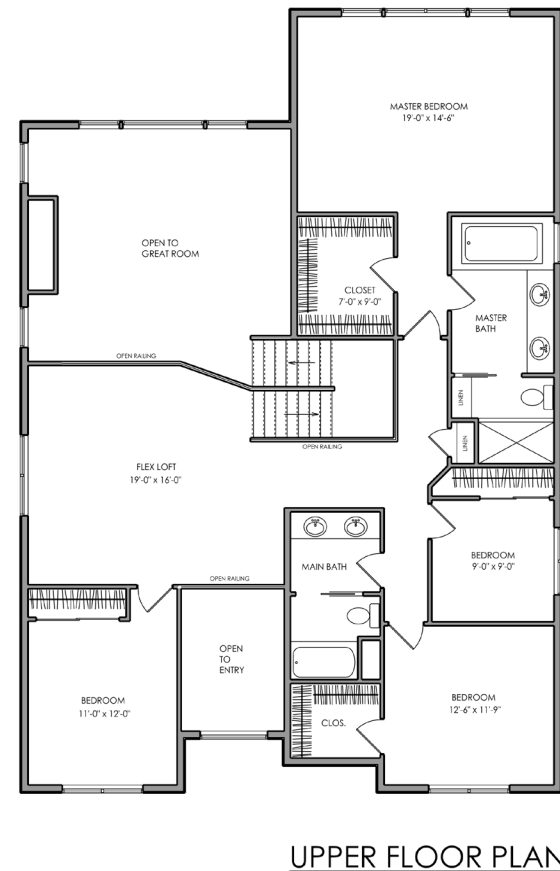 MASTER BEDROOM
19'-0" x 14'-6"
OPEN TO
GREAT ROOM
CLOSET
7'-0" x 9'-0"
MASTER
BATH
OPEN RAILING
LINEN
LINEN
OPEN RAILING
FLEX LOFT
19'-0" x 16'-0"
BEDROOM
9'-0" x 9'-0"
MAIN BATH
OPEN RAILING
OPEN
TO
ENTRY
BEDROOM
11'-0" x 12'-0"
BEDROOM
12'-6" x 11'-9"
CLOS.
UPPER FLOOR PLAN